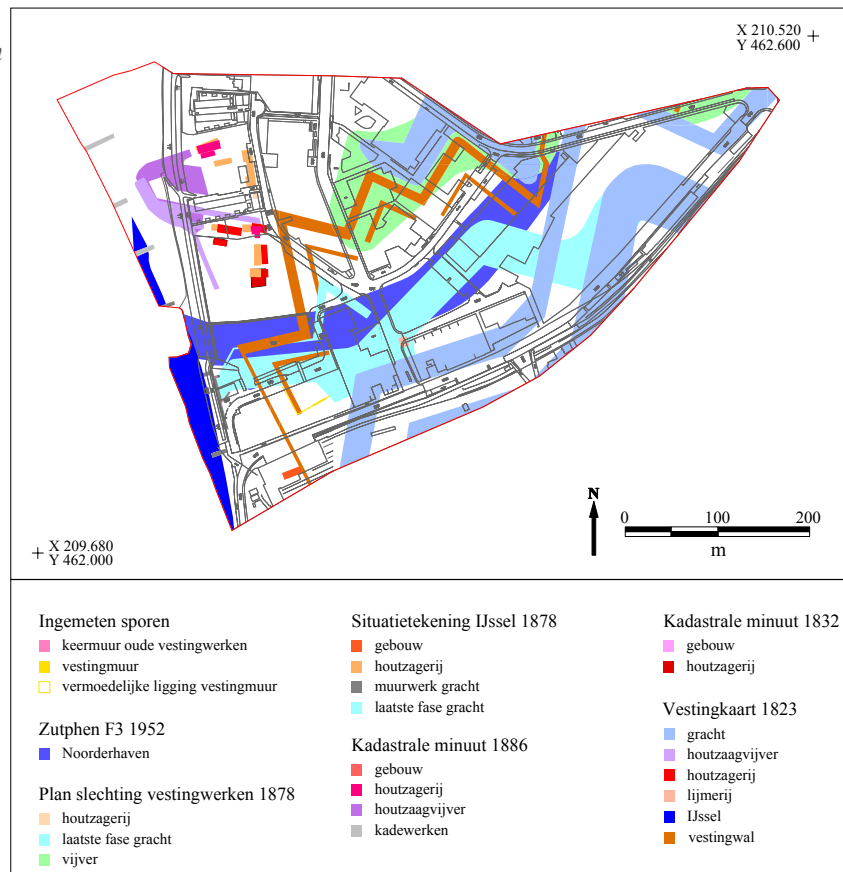 X 210.520
Y 462.600
N
0 100 200
m
X 209.680
Y 462.000
Ingemeten sporen
keermuur oude vestingwerken
vestingmuur
vermoedelijke ligging vestingmuur
Zutphen F3 1952
Noorderhaven
Plan slechting vestingwerken 1878
houtzagerij
laatste fase gracht
vijver
Situatietekening IJssel 1878
gebouw
houtzagerij
muurwerk gracht
laatste fase gracht
Kadastrale minuut 1886
gebouw
houtzagerij
houtzaagvijver
kadewerken
Kadastrale minuut 1832
gebouw
houtzagerij
Vestingkaart 1823
gracht
houtzaagvijver
houtzagerij
lijmerij
IJssel
vestingwal